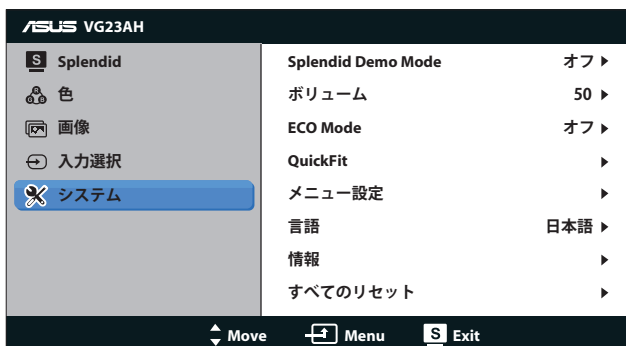 ASUS VG23AH
S Splendid
色
画像
入力選択
システム
Splendid Demo Mode オフ
ボリューム 50
ECO Mode オフ
QuickFit
メニュー設定
言語 日本語
情報
すべてのリセット
Move Menu S Exit